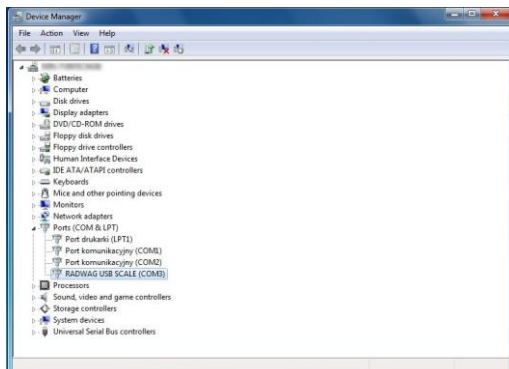 Device Manager
File Action View Help
Batteries
Computer
Disk drives
Display adapters
DVD/CD-ROM drives
Floppy disk drives
Floppy drive controllers
Human Interface Devices
IDE ATA/ATAPI controllers
Keyboards
Mice and other pointing devices
Monitors
Network adapters
Ports (COM & LPT)
Port drukarki (LPT1)
Port komunikacyjny (COM1)
Port komunikacyjny (COM2)
RADWAG USB SCALE (COM3)
Processors
Sound, video and game controllers
Storage controllers
System devices
Universal Serial Bus controllers